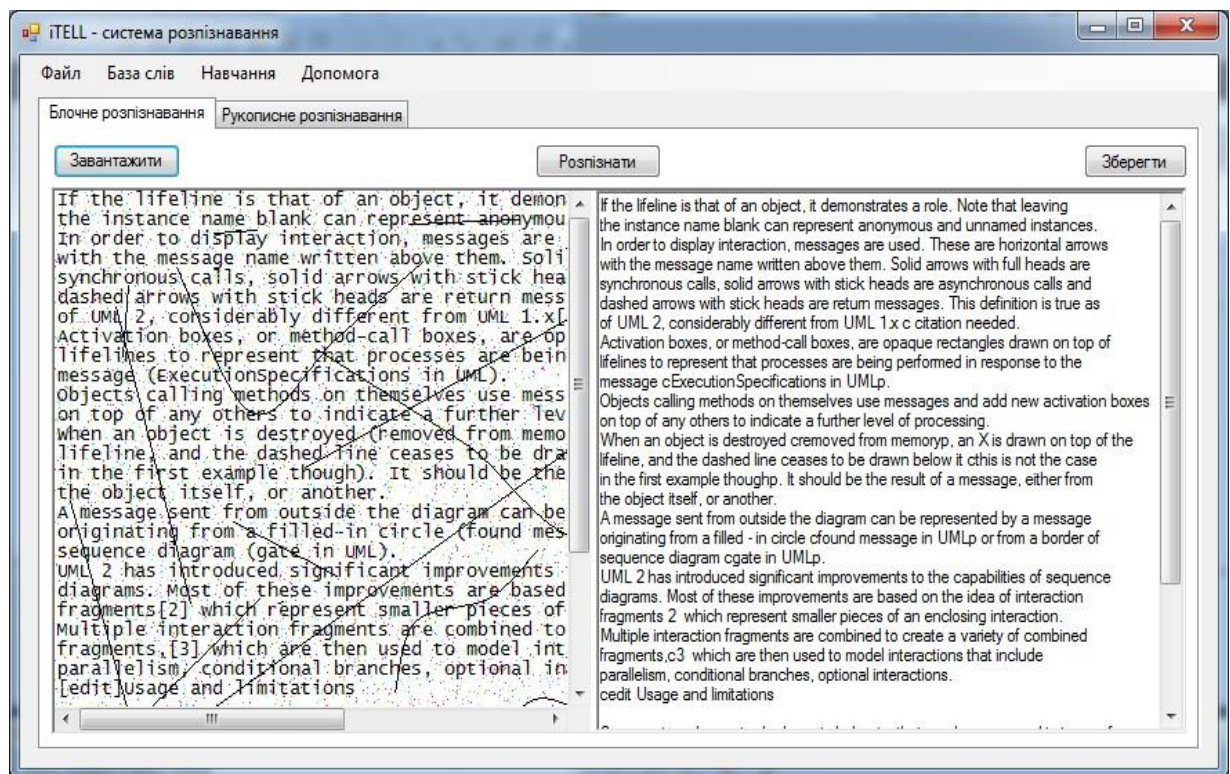 iTELL - система розпізнавання
Файл База слів Навчання Допомога
Блочне розпізнавання Рукописне розпізнавання
Завантажити Розпізнати Зберегти
If the lifeline is that of an object, it demon
the instance name blank can represent anonymou
In order to display interaction, messages are
with the message name written above them. Soli
synchronous calls, solid arrows with stick hea
dashed arrows with stick heads are return mess
of UML 2, considerably different from UML 1.x[
Activation boxes, or method-call boxes, are op
lifelines to represent that processes are bein
message (ExecutionSpecifications in UML).
Objects calling methods on themselves use mess
on top of any others to indicate a further lev
When an object is destroyed (removed from memo
lifeline, and the dashed line ceases to be dra
in the first example though). It should be the
the object itself, or another.
A message sent from outside the diagram can be
originating from a filled-in circle (found mes
sequence diagram (gate in UML).
UML 2 has introduced significant improvements
diagrams. Most of these improvements are based
fragments[2] which represent smaller pieces of
Multiple interaction fragments are combined to
fragments,[3] which are then used to model int
parallelism, conditional branches, optional in
[edit]Usage and limitations
If the lifeline is that of an object, it demonstrates a role. Note that leaving
the instance name blank can represent anonymous and unnamed instances.
In order to display interaction, messages are used. These are horizontal arrows
with the message name written above them. Solid arrows with full heads are
synchronous calls, solid arrows with stick heads are asynchronous calls and
dashed arrows with stick heads are return messages. This definition is true as
of UML 2, considerably different from UML 1.x c citation needed.
Activation boxes, or method-call boxes, are opaque rectangles drawn on top of
lifelines to represent that processes are being performed in response to the
message cExecutionSpecifications in UMLp.
Objects calling methods on themselves use messages and add new activation boxes
on top of any others to indicate a further level of processing.
When an object is destroyed cremoved from memoryp, an X is drawn on top of the
lifeline, and the dashed line ceases to be drawn below it cthis is not the case
in the first example thoughp. It should be the result of a message, either from
the object itself, or another.
A message sent from outside the diagram can be represented by a message
originating from a filled - in circle cfound message in UMLp or from a border of
sequence diagram cgate in UMLp.
UML 2 has introduced significant improvements to the capabilities of sequence
diagrams. Most of these improvements are based on the idea of interaction
fragments 2 which represent smaller pieces of an enclosing interaction.
Multiple interaction fragments are combined to create a variety of combined
fragments,c3 which are then used to model interactions that include
parallelism, conditional branches, optional interactions.
cedit Usage and limitations